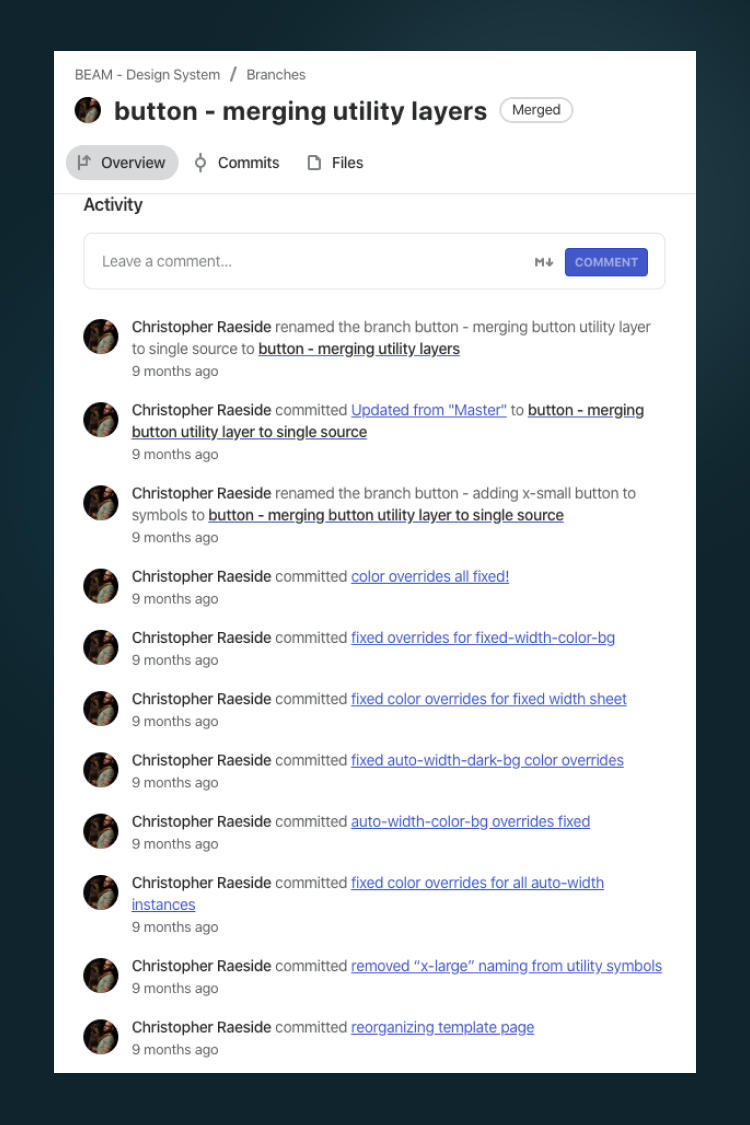 BEAM - Design System / Branches
button - merging utility layers Merged
Overview Commits Files
Activity
Leave a comment... M↓ COMMENT
Christopher Raeside renamed the branch button - merging button utility layer
to single source to button - merging utility layers
9 months ago
Christopher Raeside committed Updated from "Master" to button - merging
button utility layer to single source
9 months ago
Christopher Raeside renamed the branch button - adding x-small button to
symbols to button - merging button utility layer to single source
9 months ago
Christopher Raeside committed color overrides all fixed!
9 months ago
Christopher Raeside committed fixed overrides for fixed-width-color-bg
9 months ago
Christopher Raeside committed fixed color overrides for fixed width sheet
9 months ago
Christopher Raeside committed fixed auto-width-dark-bg color overrides
9 months ago
Christopher Raeside committed auto-width-color-bg overrides fixed
9 months ago
Christopher Raeside committed fixed color overrides for all auto-width
instances
9 months ago
Christopher Raeside committed removed “x-large” naming from utility symbols
9 months ago
Christopher Raeside committed reorganizing template page
9 months ago